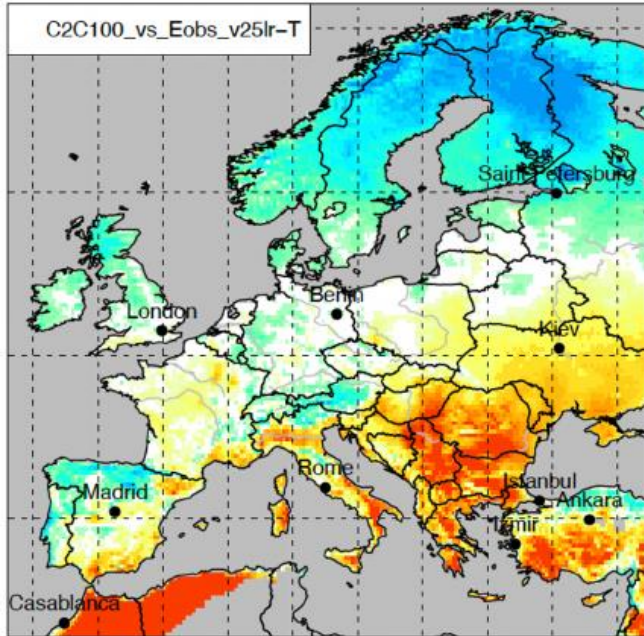 C2C100_vs_Eobs_v25lr-T
Saint Petersburg
London
Berlin
Kiev
Rome
Madrid
Istanbul
Ankara
Izmir
Casablanca